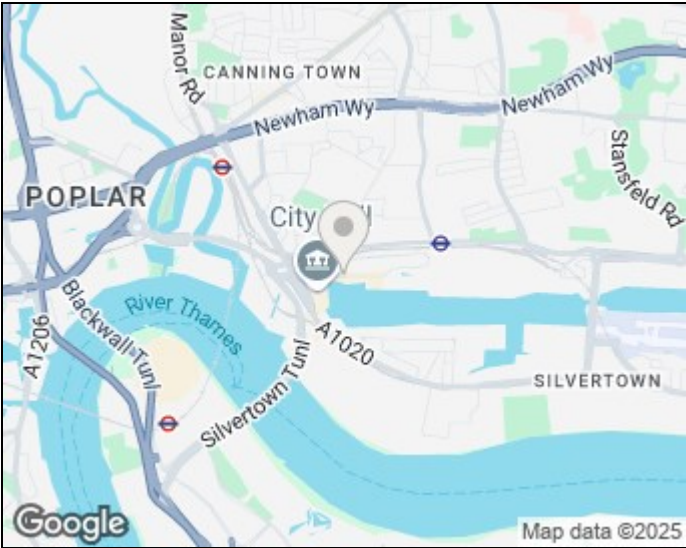 Manor Rd
CANNING TOWN
Newham Wy
Newham Wy
Stansfeld Rd
POPLAR
City
River Thames
Blackwall Tunl
A1206
A1020
Silvertown Tunl
SILVERTOWN
Google
Map data ©2025